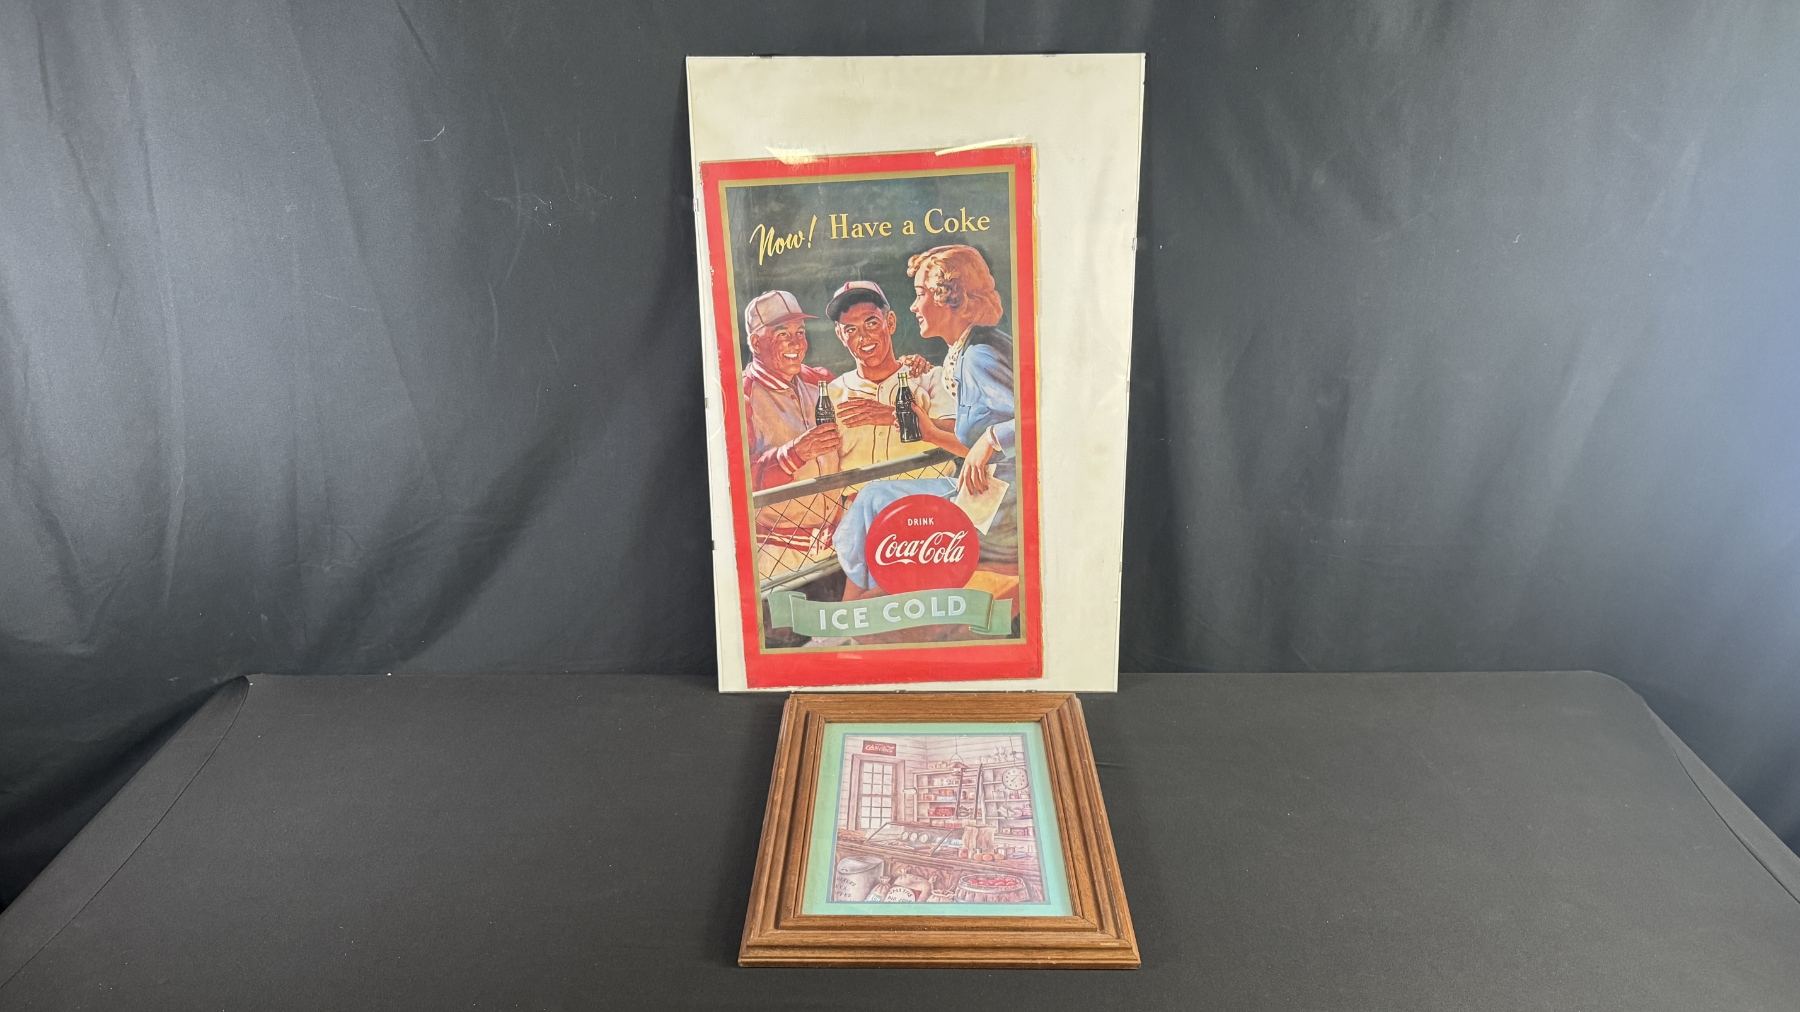 Now! Have a Coke
DRINK
Coca-Cola
ICE COLD